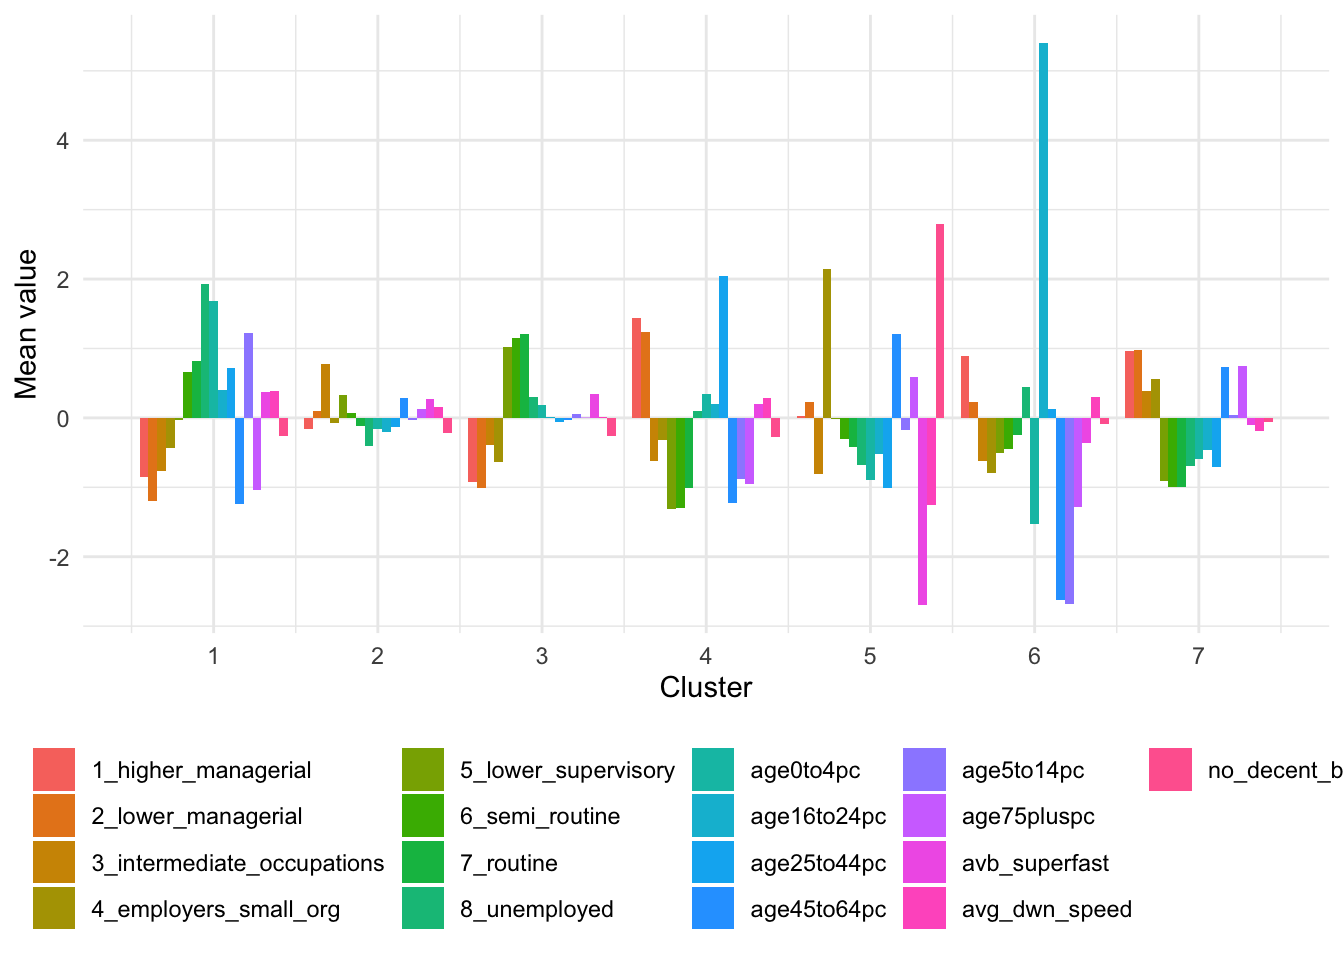 4
2
0
-2
Mean value
1 2 3 4 5 6 7
Cluster
1_higher_managerial 5_lower_supervisory age0to4pc age5to14pc no_decent_b
2_lower_managerial 6_semi_routine age16to24pc age75pluspc
3_intermediate_occupations 7_routine age25to44pc avb_superfast
4_employers_small_org 8_unemployed age45to64pc avg_dwn_speed